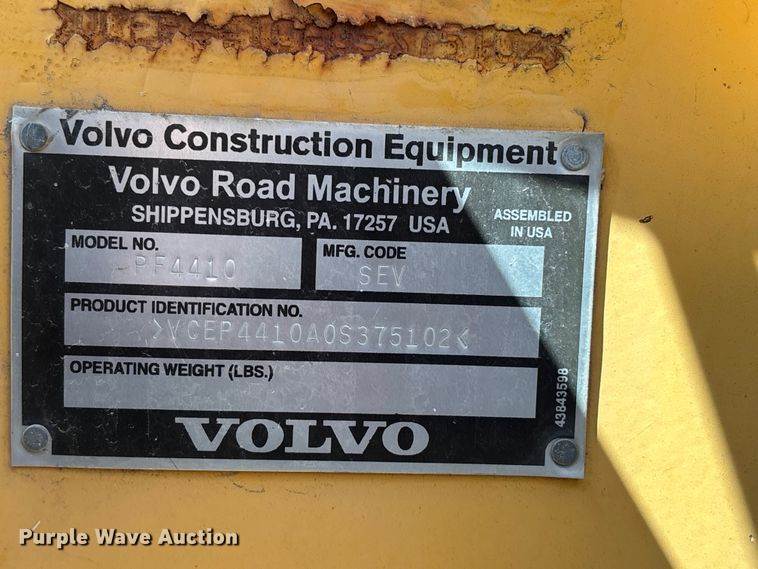 Volvo Construction Equipment
Volvo Road Machinery
SHIPPENSBURG, PA. 17257 USA
ASSEMBLED
IN USA
MODEL NO.
PF4410
MFG. CODE
SEV
PRODUCT IDENTIFICATION NO.
>VCEP4410A0S375102<
OPERATING WEIGHT (LBS.)
43843598
VOLVO
Purple Wave Auction